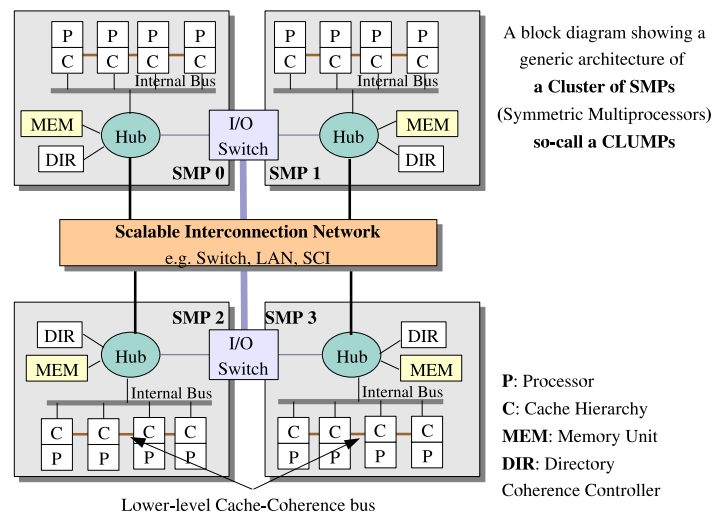 P P P P
C C C C
Internal Bus
MEM
Hub
DIR
SMP 0
I/O
Switch
P P P P
C C C C
Internal Bus
Hub
MEM
DIR
SMP 1
A block diagram showing a
generic architecture of
a Cluster of SMPs
(Symmetric Multiprocessors)
so-call a CLUMPs
Scalable Interconnection Network
e.g. Switch, LAN, SCI
SMP 2
DIR
Hub
MEM
Internal Bus
C C C C
P P P P
I/O
Switch
SMP 3
Hub
DIR
MEM
Internal Bus
C C C C
P P P P
Lower-level Cache-Coherence bus
P: Processor
C: Cache Hierarchy
MEM: Memory Unit
DIR: Directory
Coherence Controller